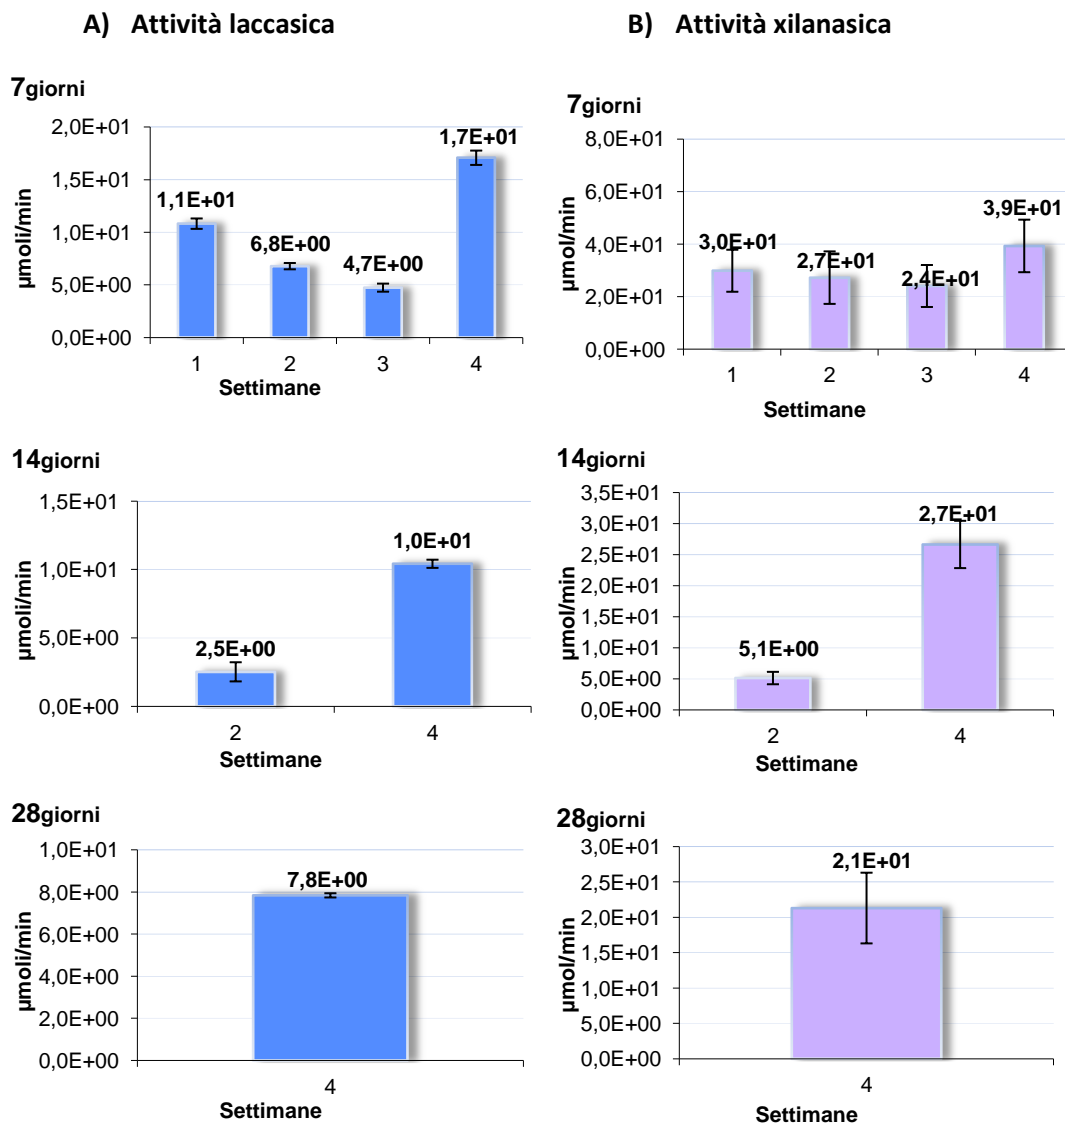 A) Attività laccasica
7giorni
µmoli/min
2,0E+01
1,5E+01
1,0E+01
5,0E+00
0,0E+00
1,1E+01
6,8E+00
4,7E+00
1,7E+01
1 2 3 4
Settimane
14giorni
µmoli/min
1,5E+01
1,0E+01
5,0E+00
0,0E+00
2,5E+00
1,0E+01
2 4
Settimane
28giorni
µmoli/min
1,0E+01
8,0E+00
6,0E+00
4,0E+00
2,0E+00
0,0E+00
7,8E+00
4
Settimane
B) Attività xilanasica
7giorni
µmol/min
8,0E+01
6,0E+01
4,0E+01
2,0E+01
0,0E+00
3,0E+01
2,7E+01
2,4E+01
3,9E+01
1 2 3 4
Settimane
14giorni
µmol/min
3,5E+01
3,0E+01
2,5E+01
2,0E+01
1,5E+01
1,0E+01
5,0E+00
0,0E+00
5,1E+00
2,7E+01
2 4
Settimane
28giorni
µmol/min
3,0E+01
2,5E+01
2,0E+01
1,5E+01
1,0E+01
5,0E+00
0,0E+00
2,1E+01
4
Settimane